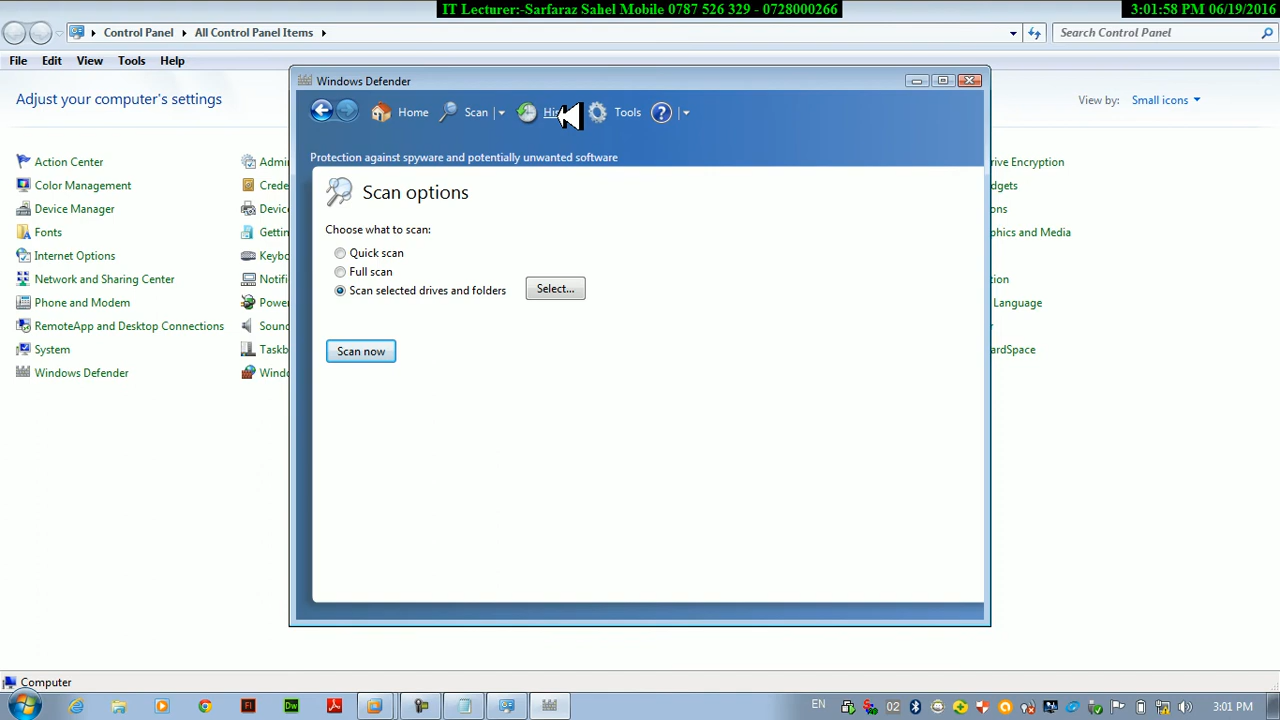 IT Lecturer:-Sarfaraz Sahel Mobile 0787 526 329 - 0728000266
3:01:58 PM 06/19/2016
Control Panel
All Control Panel Items
Search Control Panel
File Edit View Tools Help
Adjust your computer's settings
View by: Small icons
Windows Defender
Home Scan Tools
Protection against spyware and potentially unwanted software
Scan options
Choose what to scan:
Quick scan
Full scan
Scan selected drives and folders
Select...
Scan now
Action Center
Color Management
Device Manager
Fonts
Internet Options
Network and Sharing Center
Phone and Modem
RemoteApp and Desktop Connections
System
Windows Defender
Computer
EN
02
3:01 PM